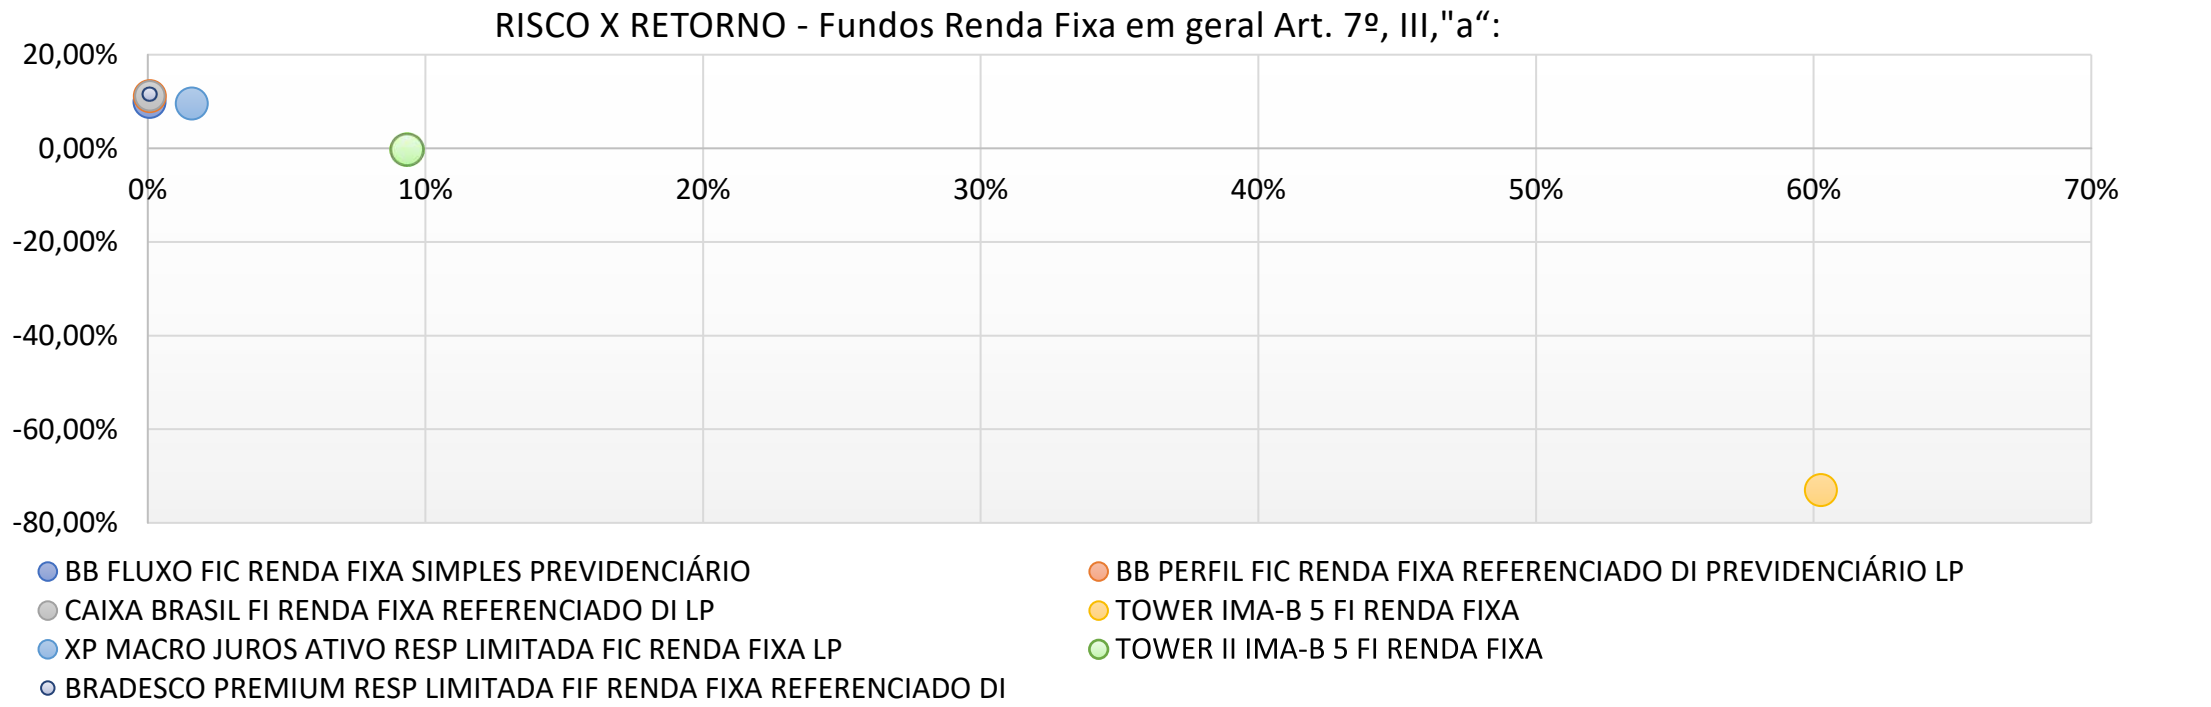 RISCO X RETORNO - Fundos Renda Fixa em geral Art. 7º, III,"a“:
20,00%
0,00%
0% 10% 20% 30% 40% 50% 60% 70%
-20,00%
-40,00%
-60,00%
-80,00%
BB FLUXO FIC RENDA FIXA SIMPLES PREVIDENCIÁRIO
BB PERFIL FIC RENDA FIXA REFERENCIADO DI PREVIDENCIÁRIO LP
CAIXA BRASIL FI RENDA FIXA REFERENCIADO DI LP
TOWER IMA-B 5 FI RENDA FIXA
XP MACRO JUROS ATIVO RESP LIMITADA FIC RENDA FIXA LP
TOWER II IMA-B 5 FI RENDA FIXA
BRADESCO PREMIUM RESP LIMITADA FIF RENDA FIXA REFERENCIADO DI